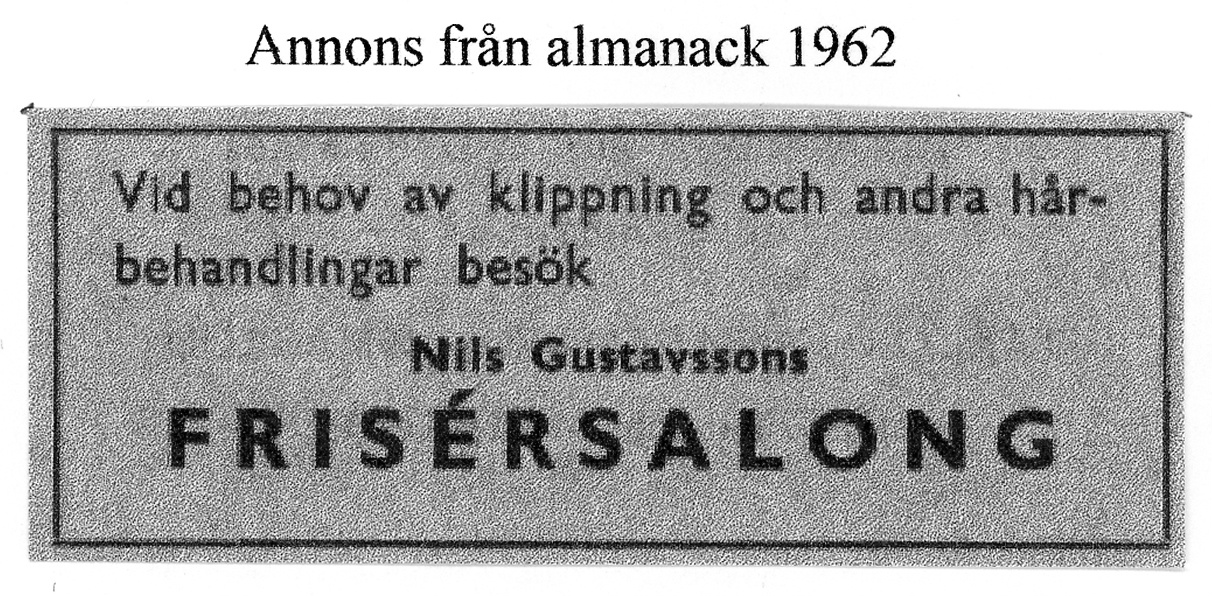 Annons från almanack 1962
Vid behov av klippning och andra hår-
behandlingar besök
Nils Gustavssons
FRISÉRSALONG